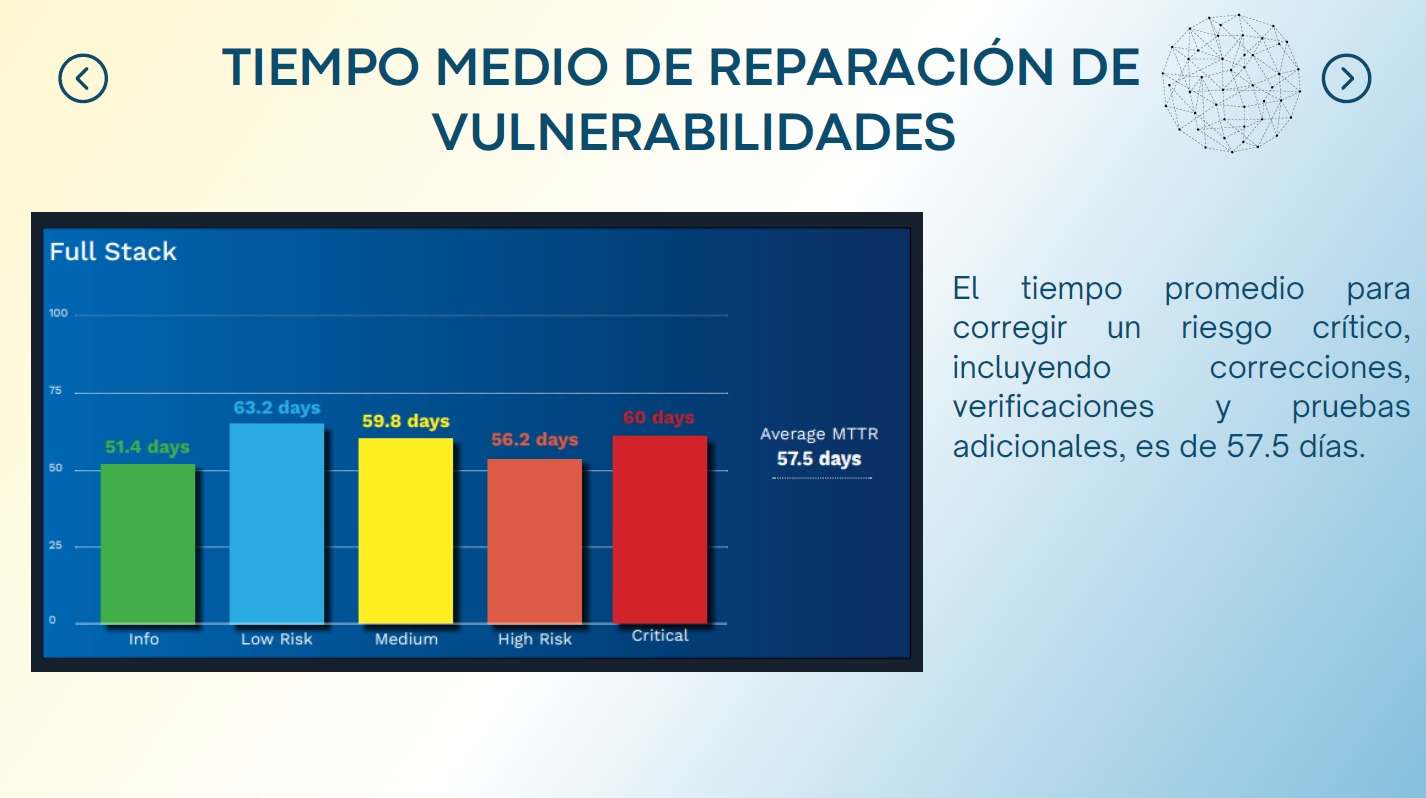 TIEMPO MEDIO DE REPARACIÓN DE
VULNERABILIDADES
Full Stack
100
75
50
25
0
51.4 days
63.2 days
59.8 days
56.2 days
60 days
Info
Low Risk
Medium
High Risk
Critical
Average MTTR
57.5 days
El tiempo promedio para
corregir un riesgo crítico,
incluyendo correcciones,
verificaciones y pruebas
adicionales, es de 57.5 días.